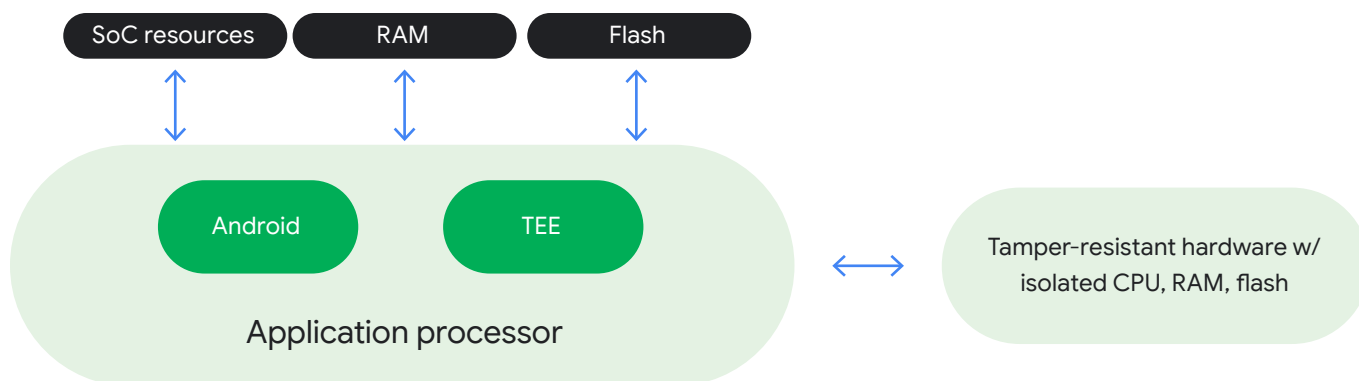 SoC resources
RAM
Flash
Android
TEE
Application processor
Tamper-resistant hardware w/
isolated CPU, RAM, flash